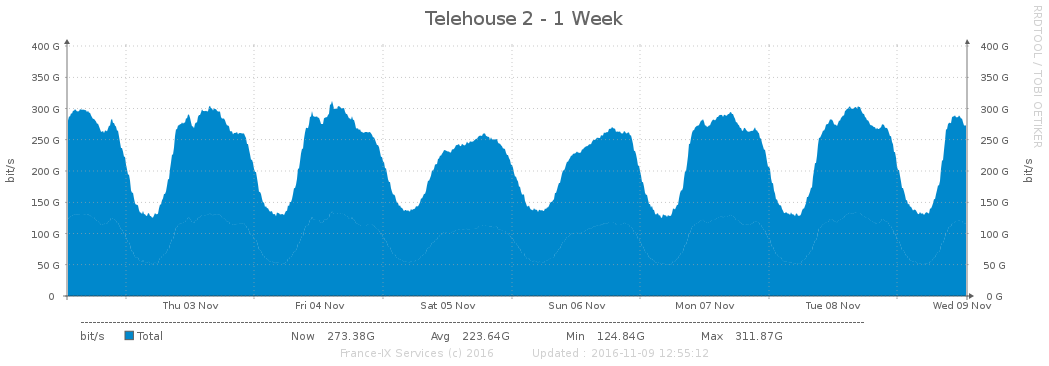 Telehouse 2 - 1 Week
RRDTOOL / TOBI OETIKER
400 G 400 G
350 G 350 G
300 G 300 G
250 G 250 G
200 G 200 G
150 G 150 G
100 G 100 G
50 G 50 G
0 0 G
bit/s bit/s
Thu 03 Nov Fri 04 Nov Sat 05 Nov Sun 06 Nov Mon 07 Nov Tue 08 Nov Wed 09 Nov
bit/s Total Now 273.38G Avg 223.64G Min 124.84G Max 311.87G
France-IX Services (c) 2016 Updated : 2016-11-09 12:55:12